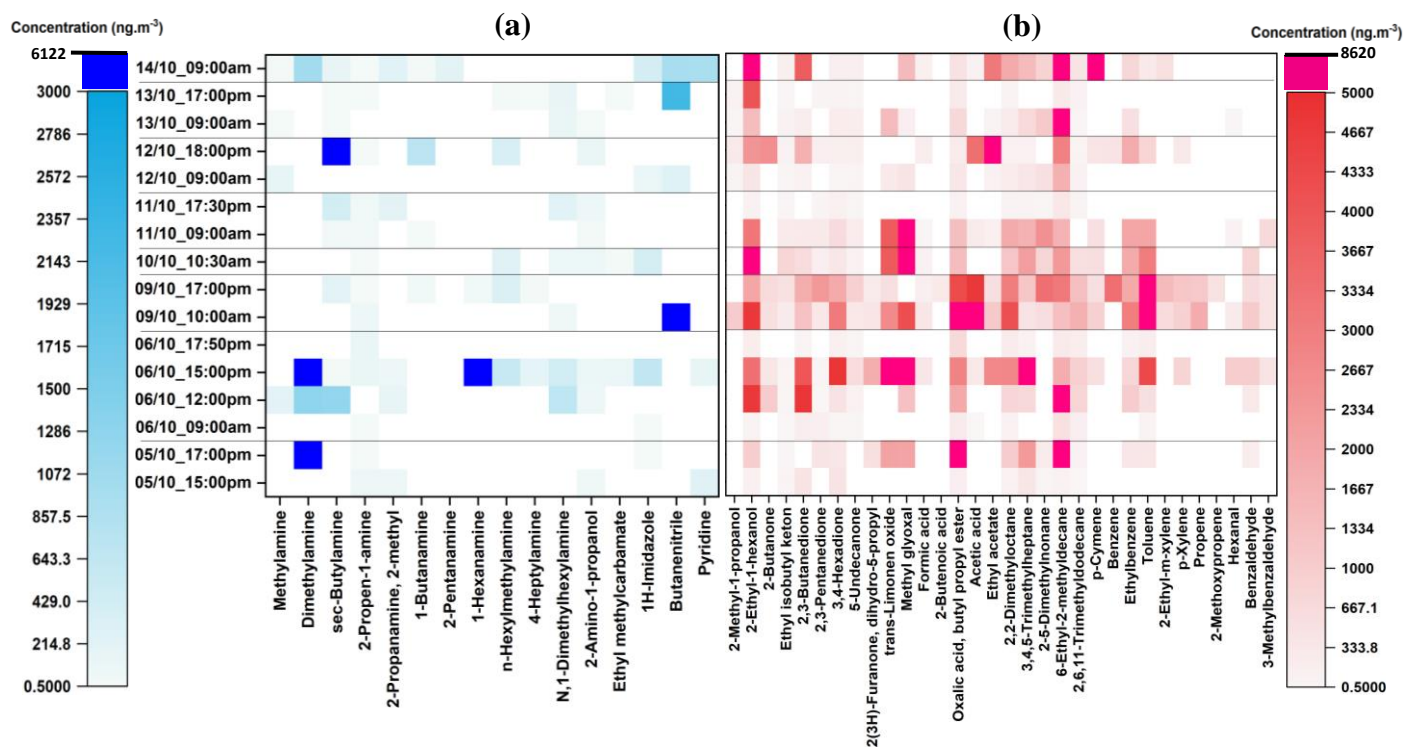 (a)
(b)
Concentration (ng.m-3)
6122
3000
2786
2572
2357
2143
1929
1715
1500
1286
1072
857.5
643.3
429.0
214.8
0.5000
14/10_09:00am
13/10_17:00pm
13/10_09:00am
12/10_18:00pm
12/10_09:00am
11/10_17:30pm
11/10_09:00am
10/10_10:30am
09/10_17:00pm
09/10_10:00am
06/10_17:50pm
06/10_15:00pm
06/10_12:00pm
06/10_09:00am
05/10_17:00pm
05/10_15:00pm
Methylamine
Dimethylamine
sec-Butylamine
2-Propen-1-amine
2-Propanamine, 2-methyl
1-Butanamine
2-Pentanamine
1-Hexanamine
n-Hexylmethylamine
4-Heptylamine
N,1-Dimethylhexylamine
2-Amino-1-propanol
Ethyl methylcarbamate
1H-Imidazole
Butanenitrile
Pyridine
2-Methyl-1-propanol
2-Ethyl-1-hexanol
2-Butanone
Ethyl isobutyl keton
2,3-Butanedione
2,3-Pentanedione
3,4-Hexadione
5-Undecanone
2(3H)-Furanone, dihydro-5-propyl
trans-Limonen oxide
Methyl glyoxal
Formic acid
2-Butenoic acid
Oxalic acid, butyl propyl ester
Acetic acid
Ethyl acetate
2,2-Dimethyloctane
3,4,5-Trimethylheptane
2-5-Dimethylnonane
6-Ethyl-2-methyldecane
2,6,11-Trimethyldodecane
p-Cymene
Benzene
Ethylbenzene
Toluene
2-Ethyl-m-xylene
p-Xylene
Propene
2-Methoxypropene
Hexanal
Benzaldehyde
3-Methylbenzaldehyde
Concentration (ng.m-3)
8620
5000
4667
4333
4000
3667
3334
3000
2667
2334
2000
1667
1334
1000
667.1
333.8
0.5000